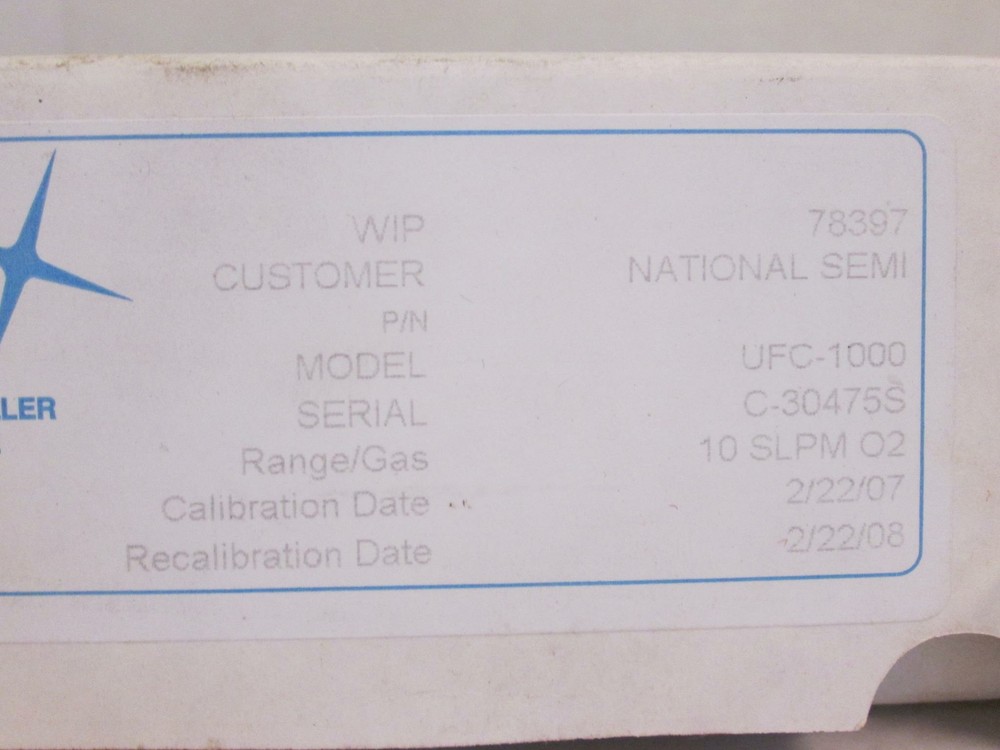 WIP 78397
CUSTOMER NATIONAL SEMI
P/N
MODEL UFC-1000
LLER
SERIAL C-30475S
Range/Gas 10 SLPM O2
Calibration Date 2/22/07
Recalibration Date 2/22/08